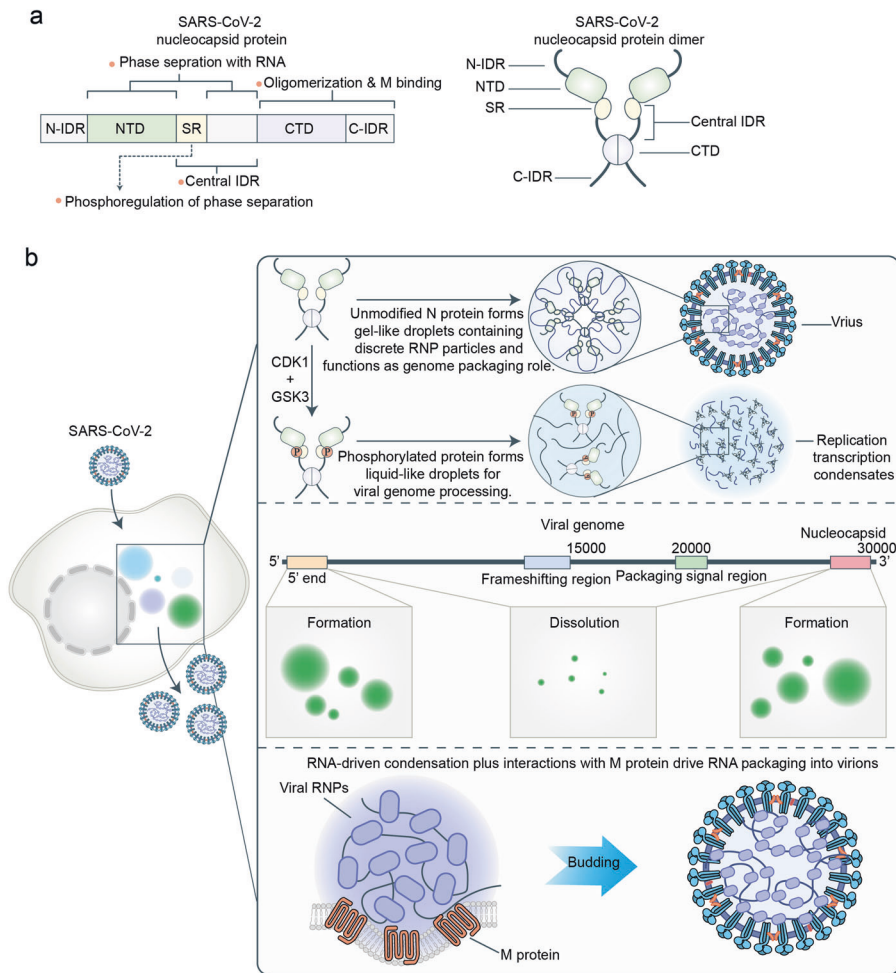 a
SARS-CoV-2
nucleocapsid protein
Phase sepration with RNA
Oligomerization & M binding
N-IDR NTD SR CTD C-IDR
Central IDR
Phosphoregulation of phase separation
SARS-CoV-2
nucleocapsid protein dimer
N-IDR
NTD
SR
Central IDR
CTD
C-IDR
b
SARS-CoV-2
CDK1
+
GSK3
Unmodified N protein forms
gel-like droplets containing
discrete RNP particles and
functions as genome packaging role.
Virius
P P
Phosphorylated protein forms
liquid-like droplets for
viral genome processing.
P P
P
P
Replication
transcription
condensates
Viral genome
Nucleocapsid
15000 20000 30000
5' 3'
5' end Frameshifting region Packaging signal region
Formation
Dissolution
Formation
RNA-driven condensation plus interactions with M protein drive RNA packaging into virions
Viral RNPs
Budding
M protein